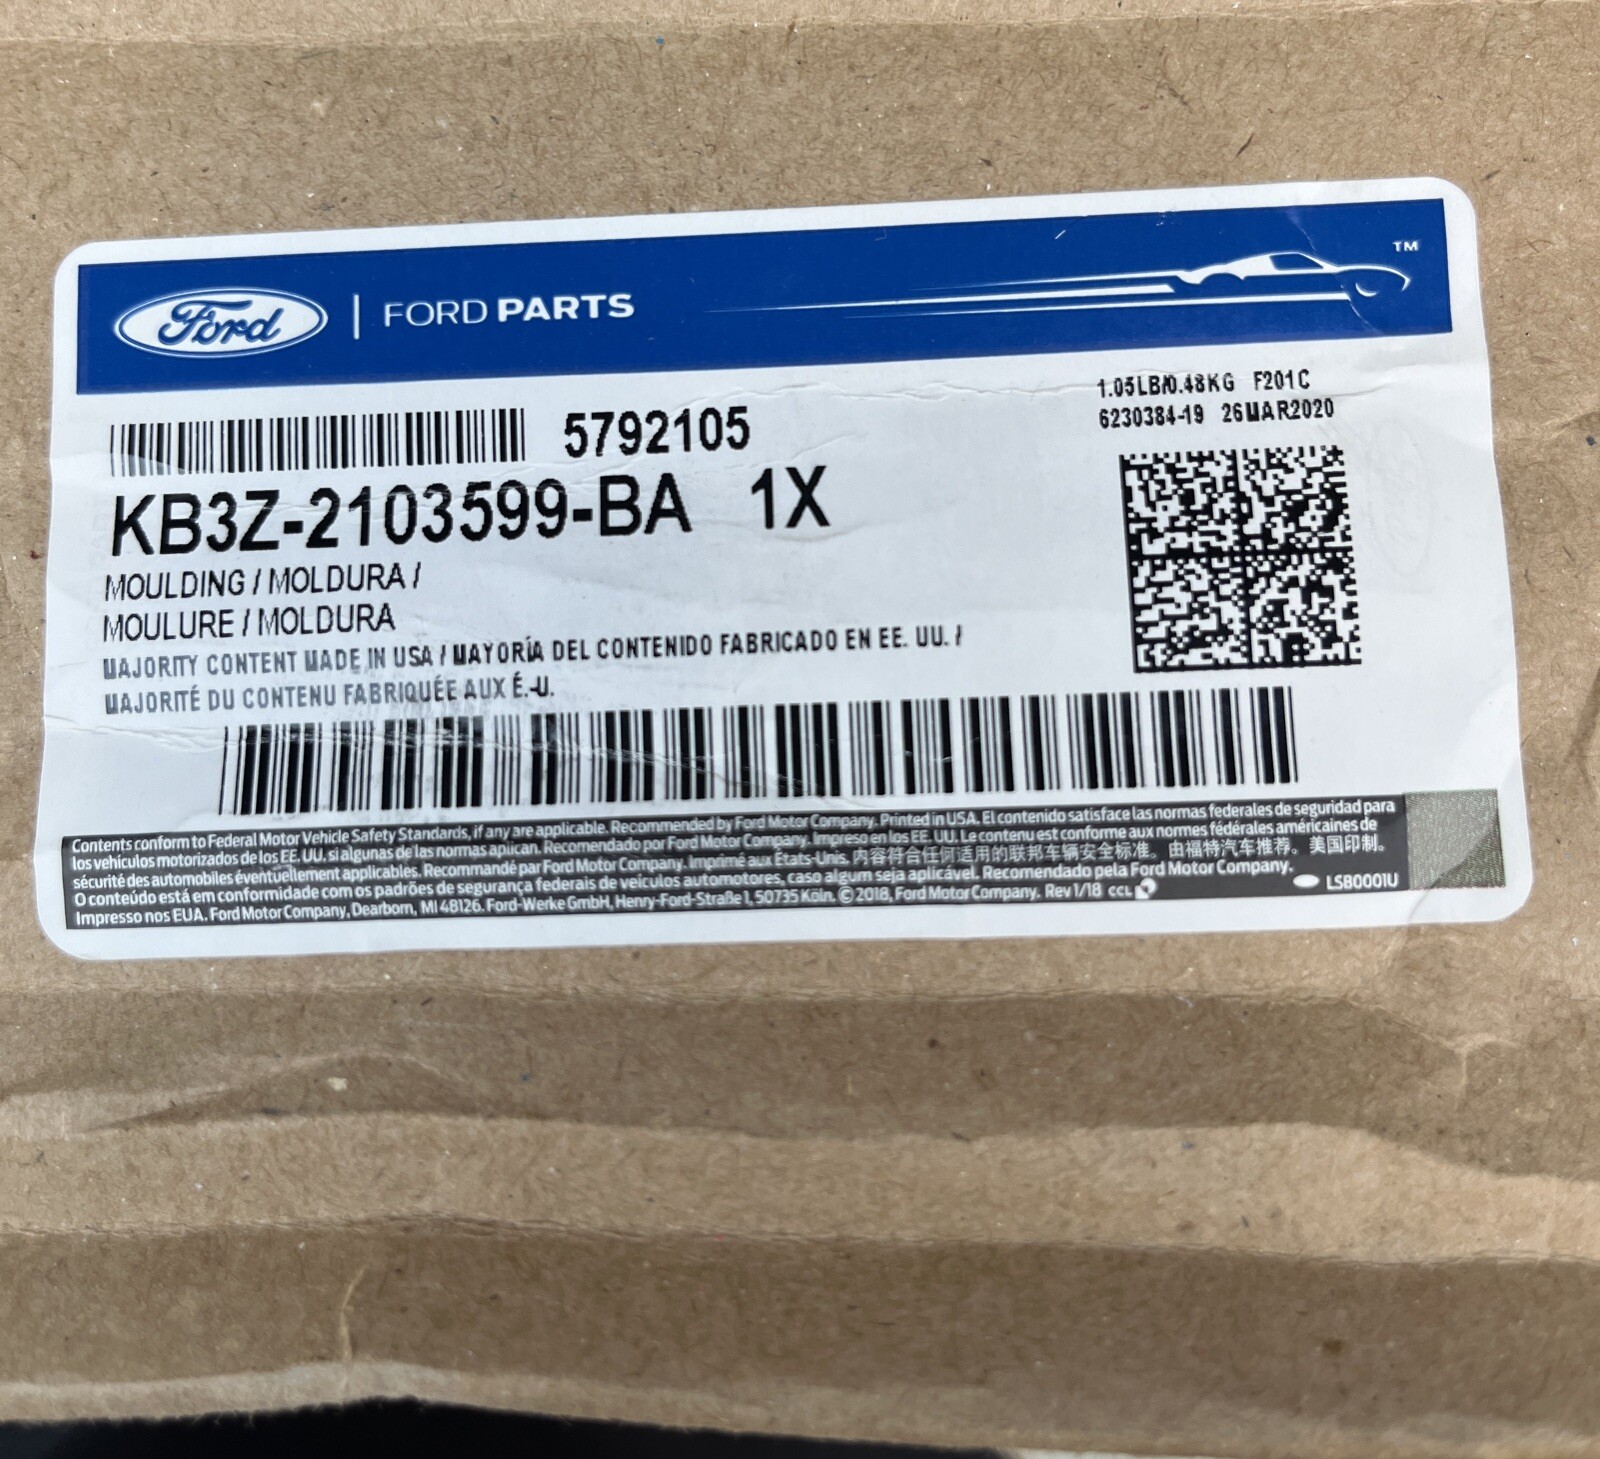 Ford | FORD PARTS ™
1.05LB/0.48KG F201C
6230384-19 26MAR2020
5792105
KB3Z-2103599-BA 1X
MOULDING / MOLDURA /
MOULURE / MOLDURA
MAJORITY CONTENT MADE IN USA / MAYORÍA DEL CONTENIDO FABRICADO EN EE. UU. /
MAJORITÉ DU CONTENU FABRIQUÉE AUX É.-U.
Contents conform to Federal Motor Vehicle Safety Standards, if any are applicable. Recommended by Ford Motor Company. Printed in USA. El contenido satisface las normas federales de seguridad para
los vehículos motorizados de los EE. UU. si algunas de las normas aplican. Recomendado por Ford Motor Company. Impreso en los EE. UU. Le contenu est conforme aux normes fédérales américaines de
sécurité des automobiles éventuellement applicables. Recommandé par Ford Motor Company. Imprimé aux États-Unis. 内容符合任何适用的联邦车辆安全标准。由福特汽车推荐。美国印制。
O conteúdo está em conformidade com os padrões de segurança federais de veículos automotores, caso algum seja aplicável. Recomendado pela Ford Motor Company.
Impresso nos EUA. Ford Motor Company, Dearborn, MI 48126. Ford-Werke GmbH, Henry-Ford-Straße 1, 50735 Köln. © 2018, Ford Motor Company. Rev 1/18 CCL LSB0001U